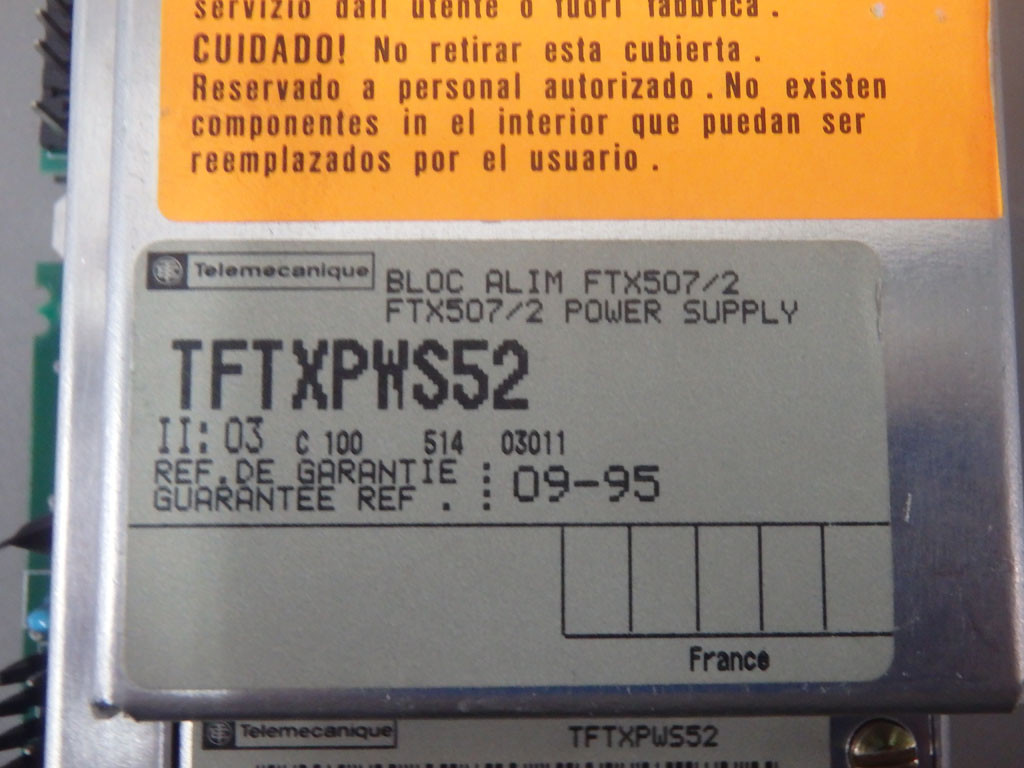 servizio dall'utente o fuori fabbrica.
CUIDADO! No retirar esta cubierta.
Reservado a personal autorizado. No existen
componentes in el interior que puedan ser
reemplazados por el usuario.
Telemecanique BLOC ALIM FTX507/2
FTX507/2 POWER SUPPLY
TFTXPWS52
II: 03 C 100 514 03011
REF. DE GARANTIE :
GUARANTEE REF. : 09-95
France
Telemecanique TFTXPWS52